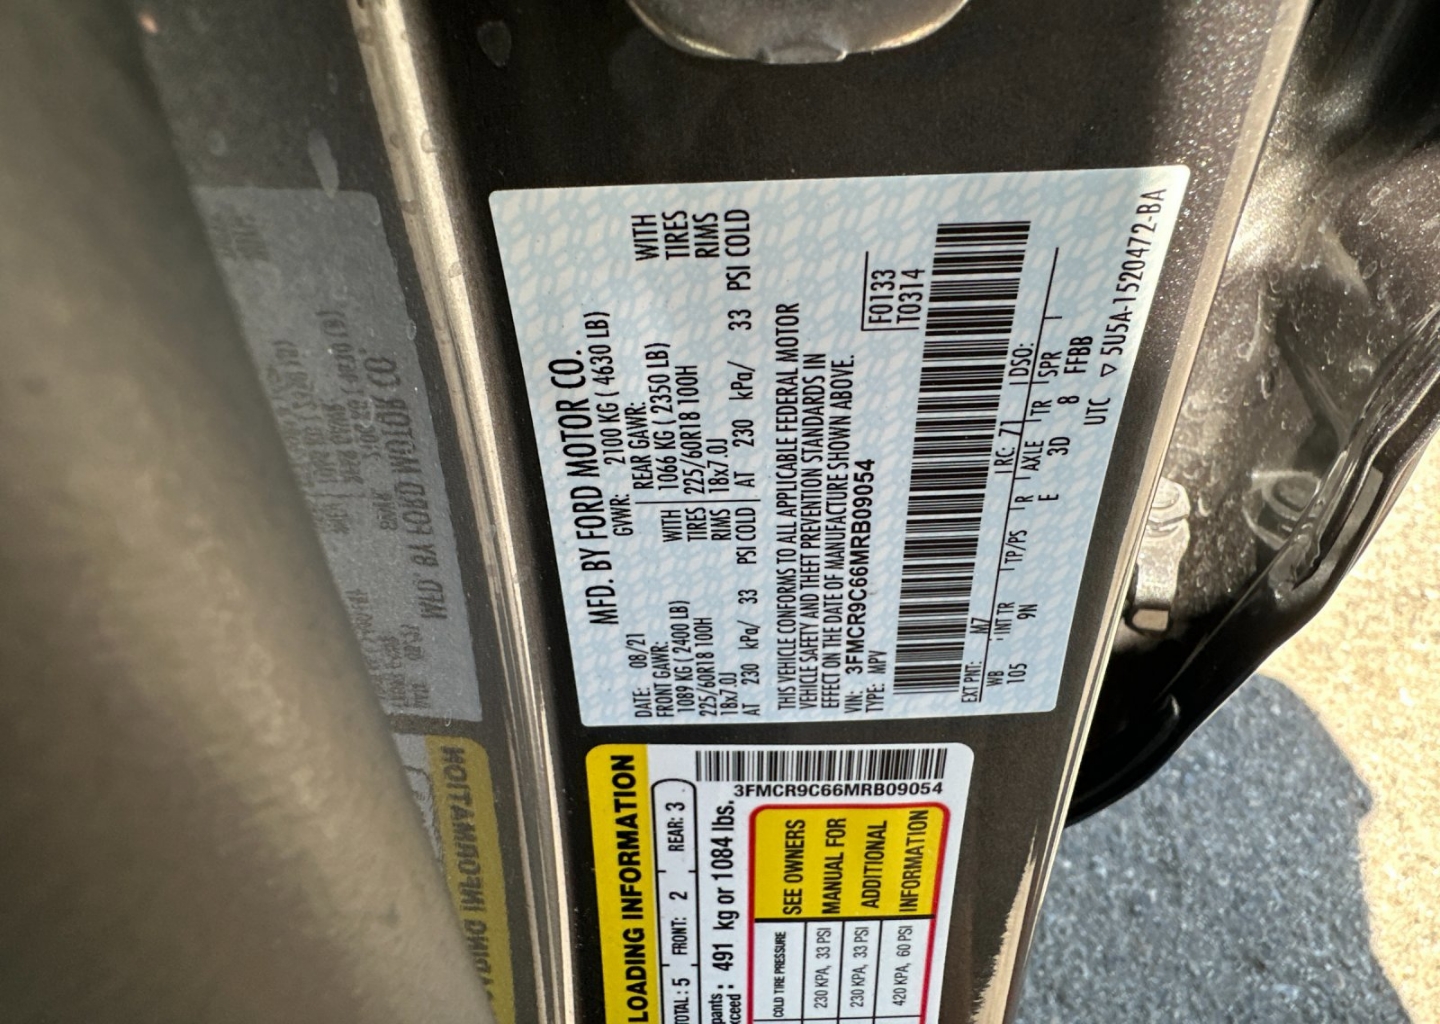 MFD. BY FORD MOTOR CO.
DATE: 08/21 GVWR: 2100 KG ( 4630 LB)
FRONT GAWR: REAR GAWR:
1089 KG ( 2400 LB) WITH 1066 KG ( 2350 LB) WITH
225/60R18 100H TIRES 225/60R18 100H TIRES
18x7.0J RIMS 18x7.0J RIMS
AT 230 kPa/ 33 PSI COLD AT 230 kPa/ 33 PSI COLD
THIS VEHICLE CONFORMS TO ALL APPLICABLE FEDERAL MOTOR
VEHICLE SAFETY AND THEFT PREVENTION STANDARDS IN
EFFECT ON THE DATE OF MANUFACTURE SHOWN ABOVE.
VIN: 3FMCR9C66MRB09054 F0133
TYPE: MPV T0314
EXT PNT: M7 RC: 71 DSO:
WB INT TR TP/PS R AXLE TR SPR
105 9N E 3D 8 FFBB
UTC ▽ 5U5A-1520472-BA
LOADING INFORMATION
TOTAL: 5 FRONT: 2 REAR: 3
pants : 491 kg or 1084 lbs.
xceed :
3FMCR9C66MRB09054
COLD TIRE PRESSURE SEE OWNERS
230 KPA, 33 PSI MANUAL FOR
230 KPA, 33 PSI ADDITIONAL
420 KPA, 60 PSI INFORMATION